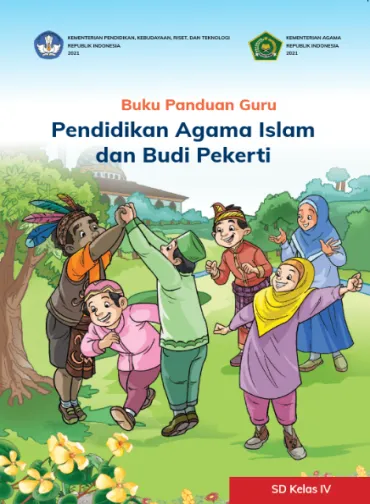 KEMENTERIAN PENDIDIKAN, KEBUDAYAAN, RISET, DAN TEKNOLOGI
REPUBLIK INDONESIA
2021
KEMENTERIAN AGAMA
REPUBLIK INDONESIA
2021
Buku Panduan Guru
Pendidikan Agama Islam
dan Budi Pekerti
SD Kelas IV